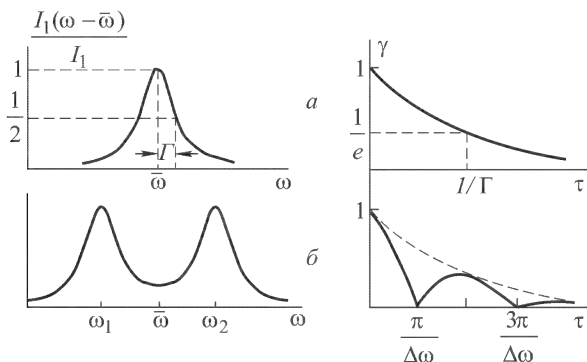 I₁(ω − ω̄)
I₁
1
1/2
Γ
ω̄
ω
а
γ
1
1/e
1/Γ
τ
ω₁
ω̄
ω₂
ω
б
1
π/Δω
3π/Δω
τ